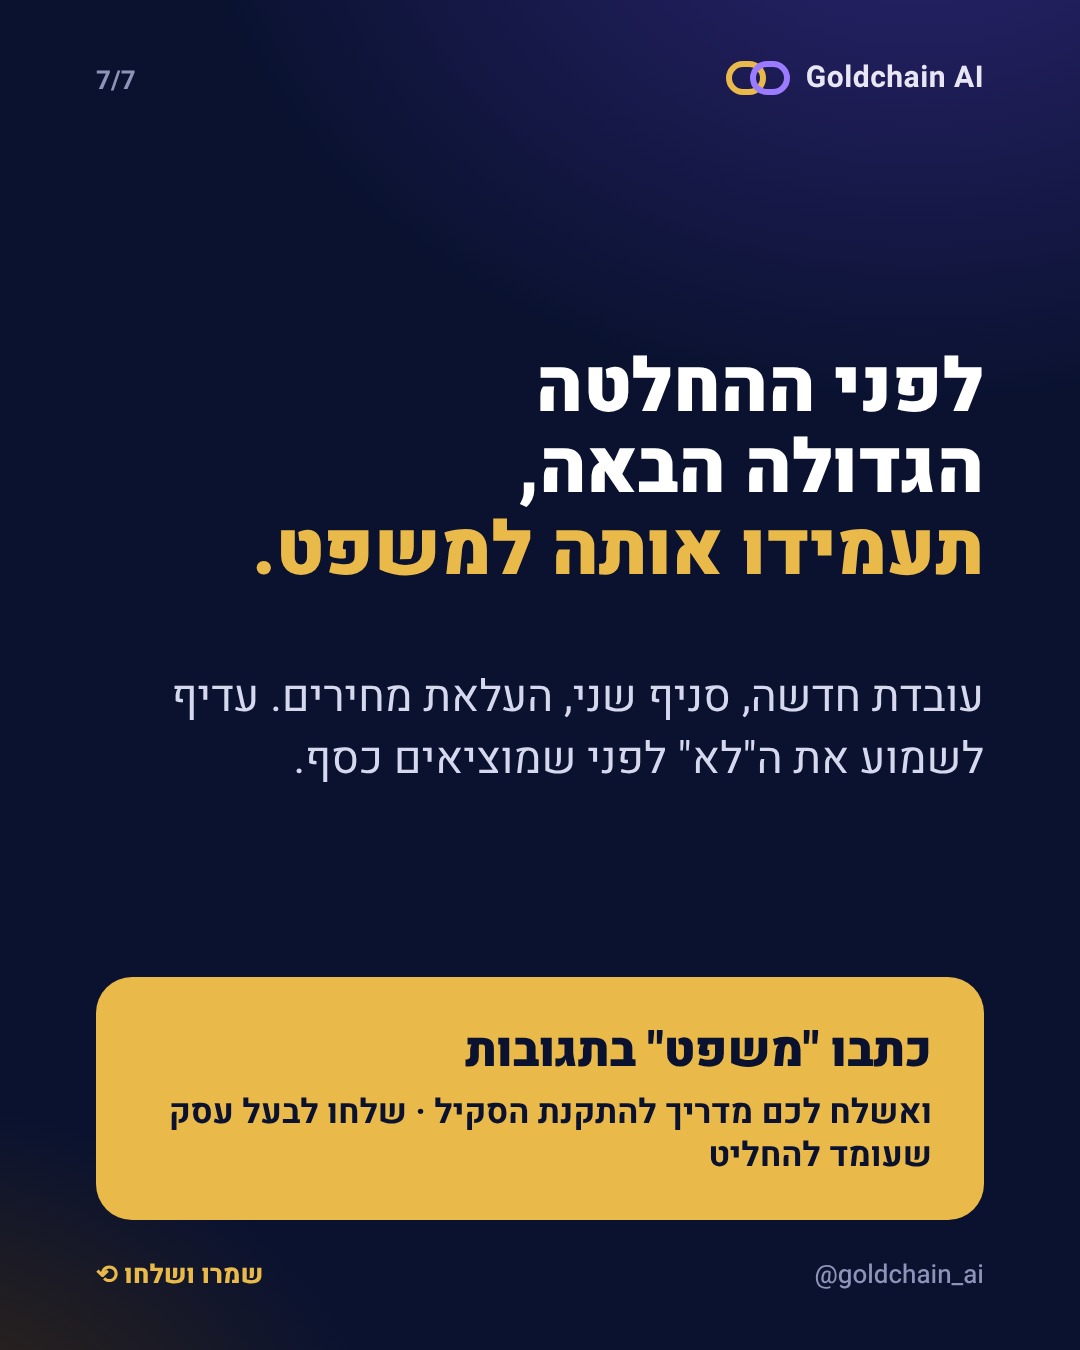 7/7
Goldchain AI
לפני ההחלטה
הגדולה הבאה,
תעמידו אותה למשפט.
עובדת חדשה, סניף שני, העלאת מחירים. עדיף
לשמוע את ה"לא" לפני שמוציאים כסף.
כתבו "משפט" בתגובות
ואשלח לכם מדריך להתקנת הסקיל · שלחו לבעל עסק
שעומד להחליט
@goldchain_ai
שמרו ושלחו ⟲